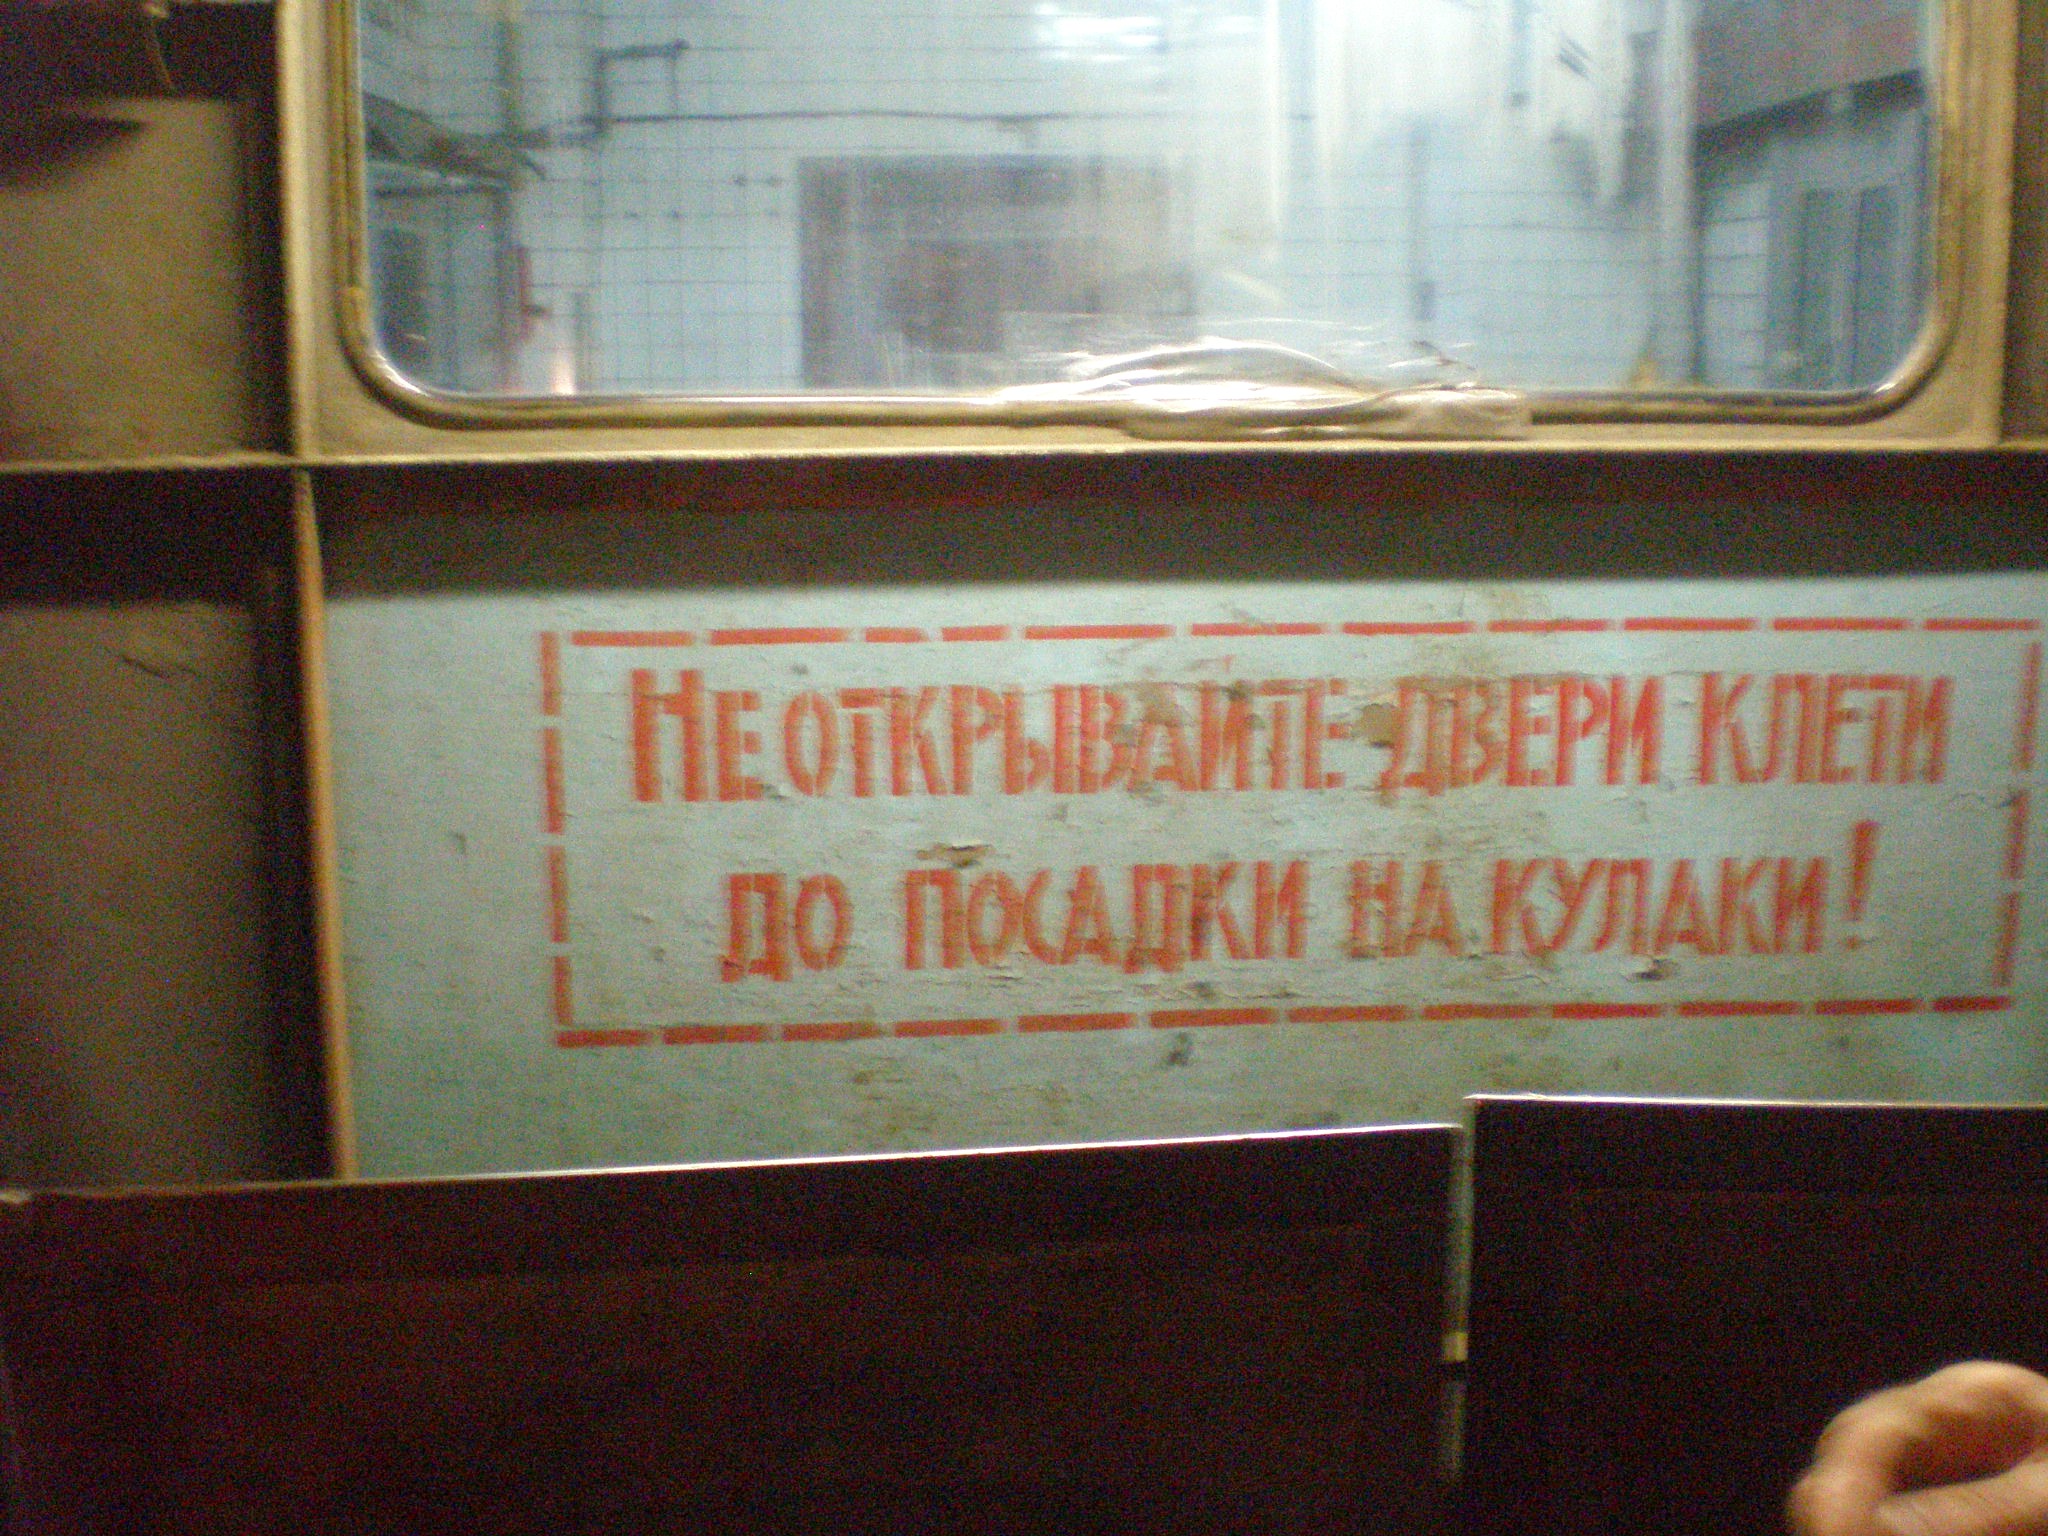 Не открывайте двери клети
до посадки на кулаки!